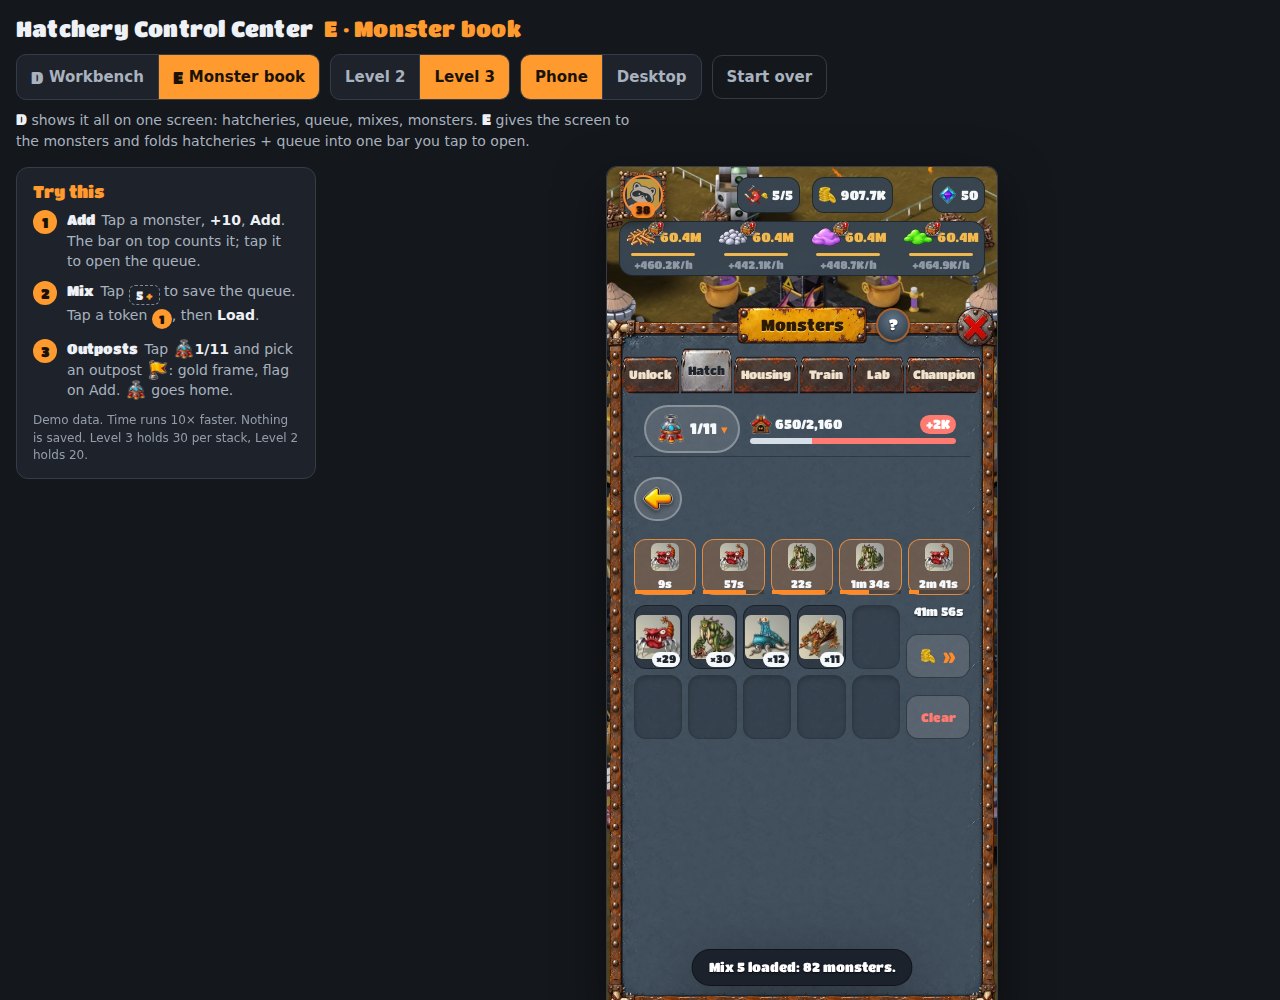 Hatchery Control Center E · Monster book
D Workbench E Monster book Level 2 Level 3 Phone Desktop Start over
D shows it all on one screen: hatcheries, queue, mixes, monsters. E gives the screen to
the monsters and folds hatcheries + queue into one bar you tap to open.
Try this
1 Add Tap a monster, +10, Add.
The bar on top counts it; tap it
to open the queue.
2 Mix Tap 5 + to save the queue.
Tap a token 1, then Load.
3 Outposts Tap 1/11 and pick
an outpost : gold frame, flag
on Add. goes home.
Demo data. Time runs 10× faster. Nothing
is saved. Level 3 holds 30 per stack, Level 2
holds 20.
30 5/5 907.7K 50
60.4M 60.4M 60.4M 60.4M
+460.2K/h +442.1K/h +448.7K/h +464.9K/h
Monsters ?
Unlock Hatch Housing Train Lab Champion
1/11 ▾ 650/2,160 +2K
9s 57s 22s 1m 34s 2m 41s
41m 56s
×29 ×30 ×12 ×11 »
Clear
Mix 5 loaded: 82 monsters.